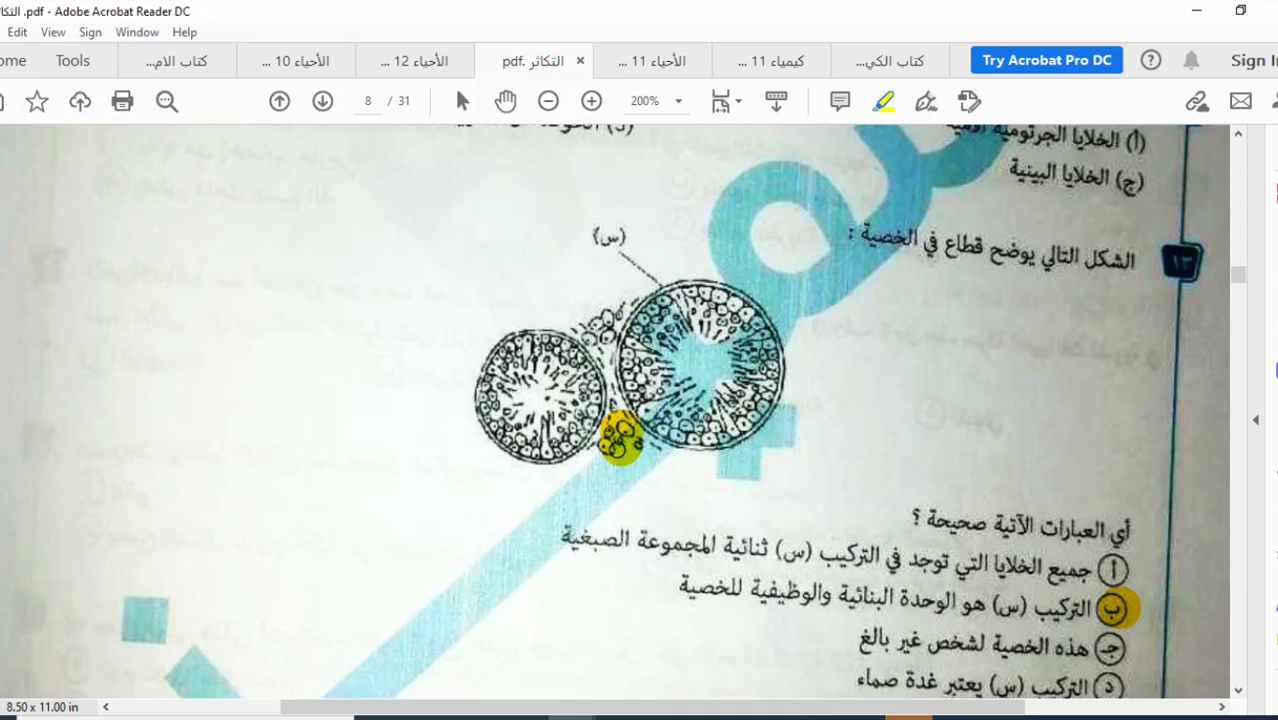 التكا .pdf - Adobe Acrobat Reader DC
Edit View Sign Window Help
ome Tools كتاب الام... الأحياء 10 ... الأحياء 12 ... التكاثر .pdf × الأحياء 11 ... كيمياء 11 ... كتاب الكي... Try Acrobat Pro DC Sign In
8 / 31 200%
(أ) الخلايا الجرثومية الأمية
(ج) الخلايا البينية
١٣ الشكل التالي يوضح قطاع في الخصية :
(س)
أي العبارات الآتية صحيحة ؟
أ جميع الخلايا التي توجد في التركيب (س) ثنائية المجموعة الصبغية
ب التركيب (س) هو الوحدة البنائية والوظيفية للخصية
جـ هذه الخصية لشخص غير بالغ
د التركيب (س) يعتبر غدة صماء
8.50 x 11.00 in